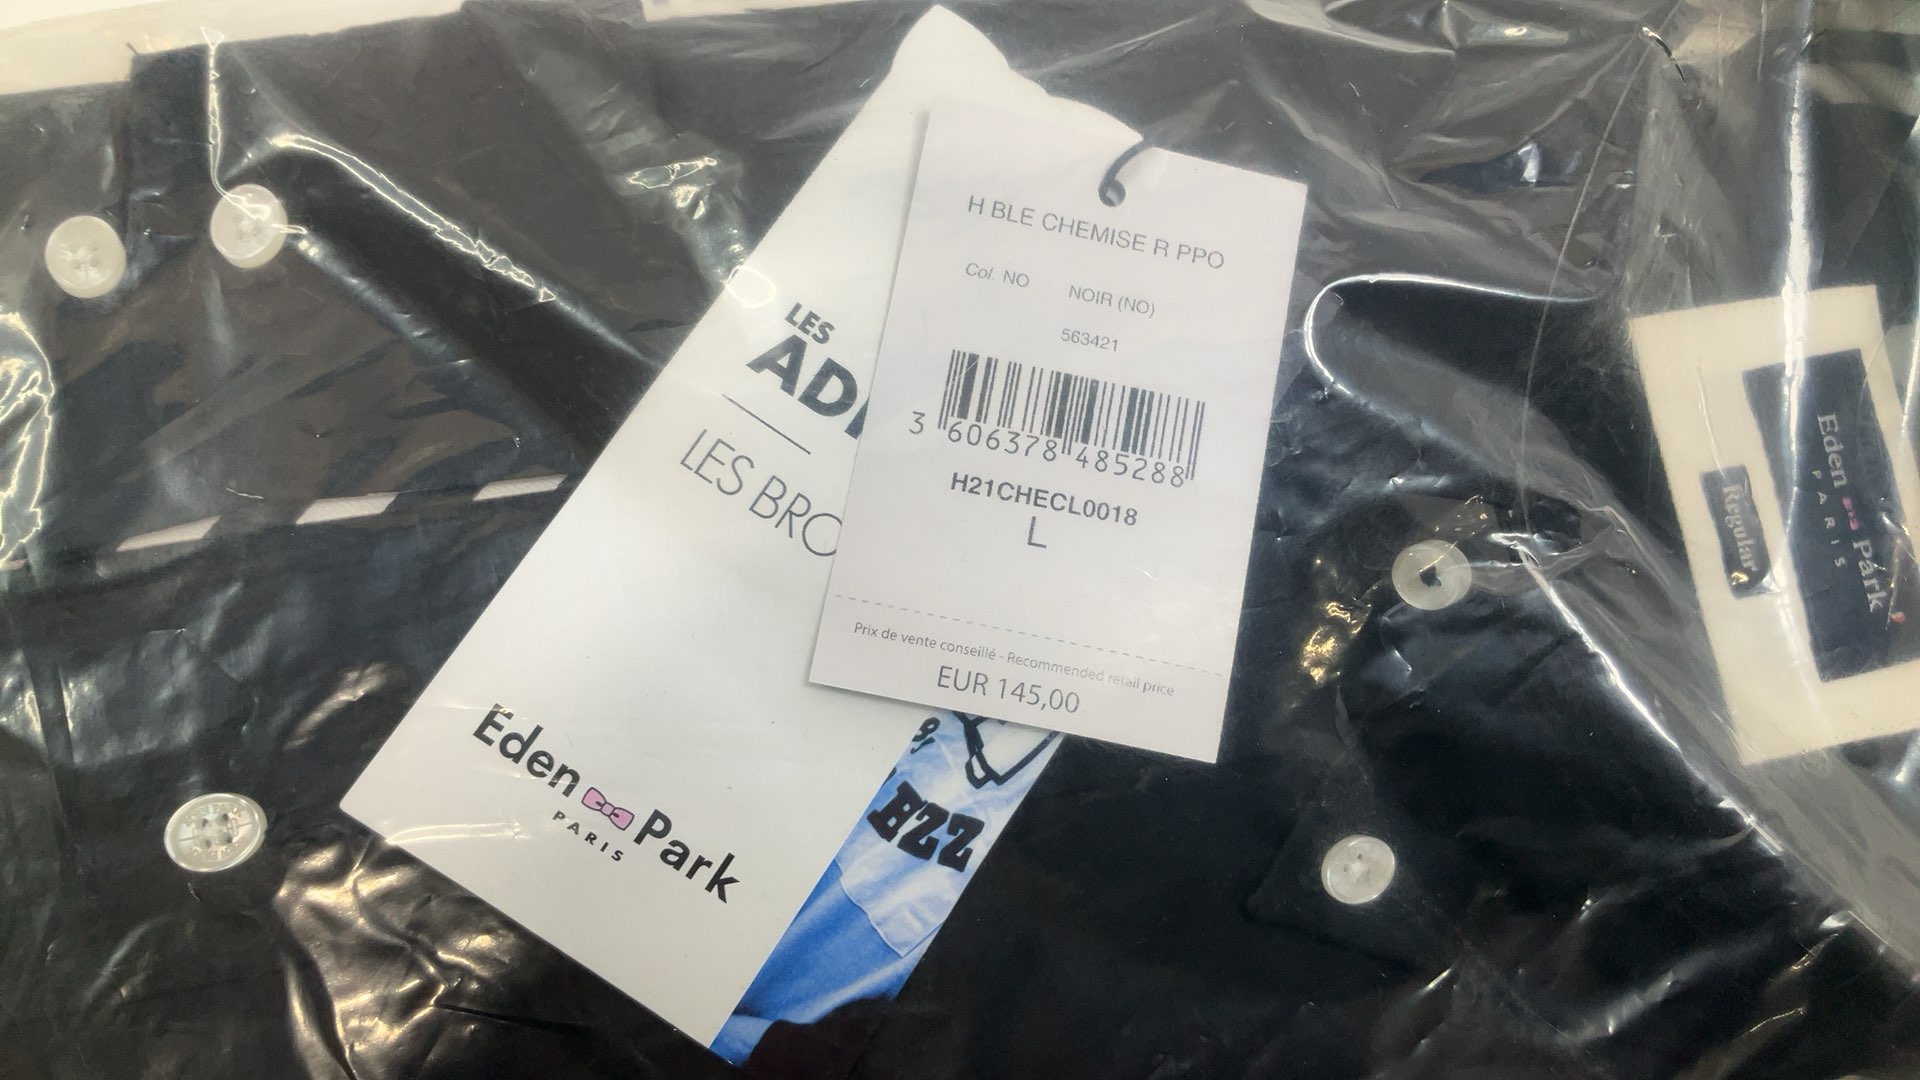 H BLE CHEMISE R PPO
Col. NO NOIR (NO)
563421
3 606378 485288
H21CHECL0018
L
Prix de vente conseillé - Recommended retail price
EUR 145,00
LES
LES BRO
Eden Park
PARIS
Eden Park
PARIS
Regular